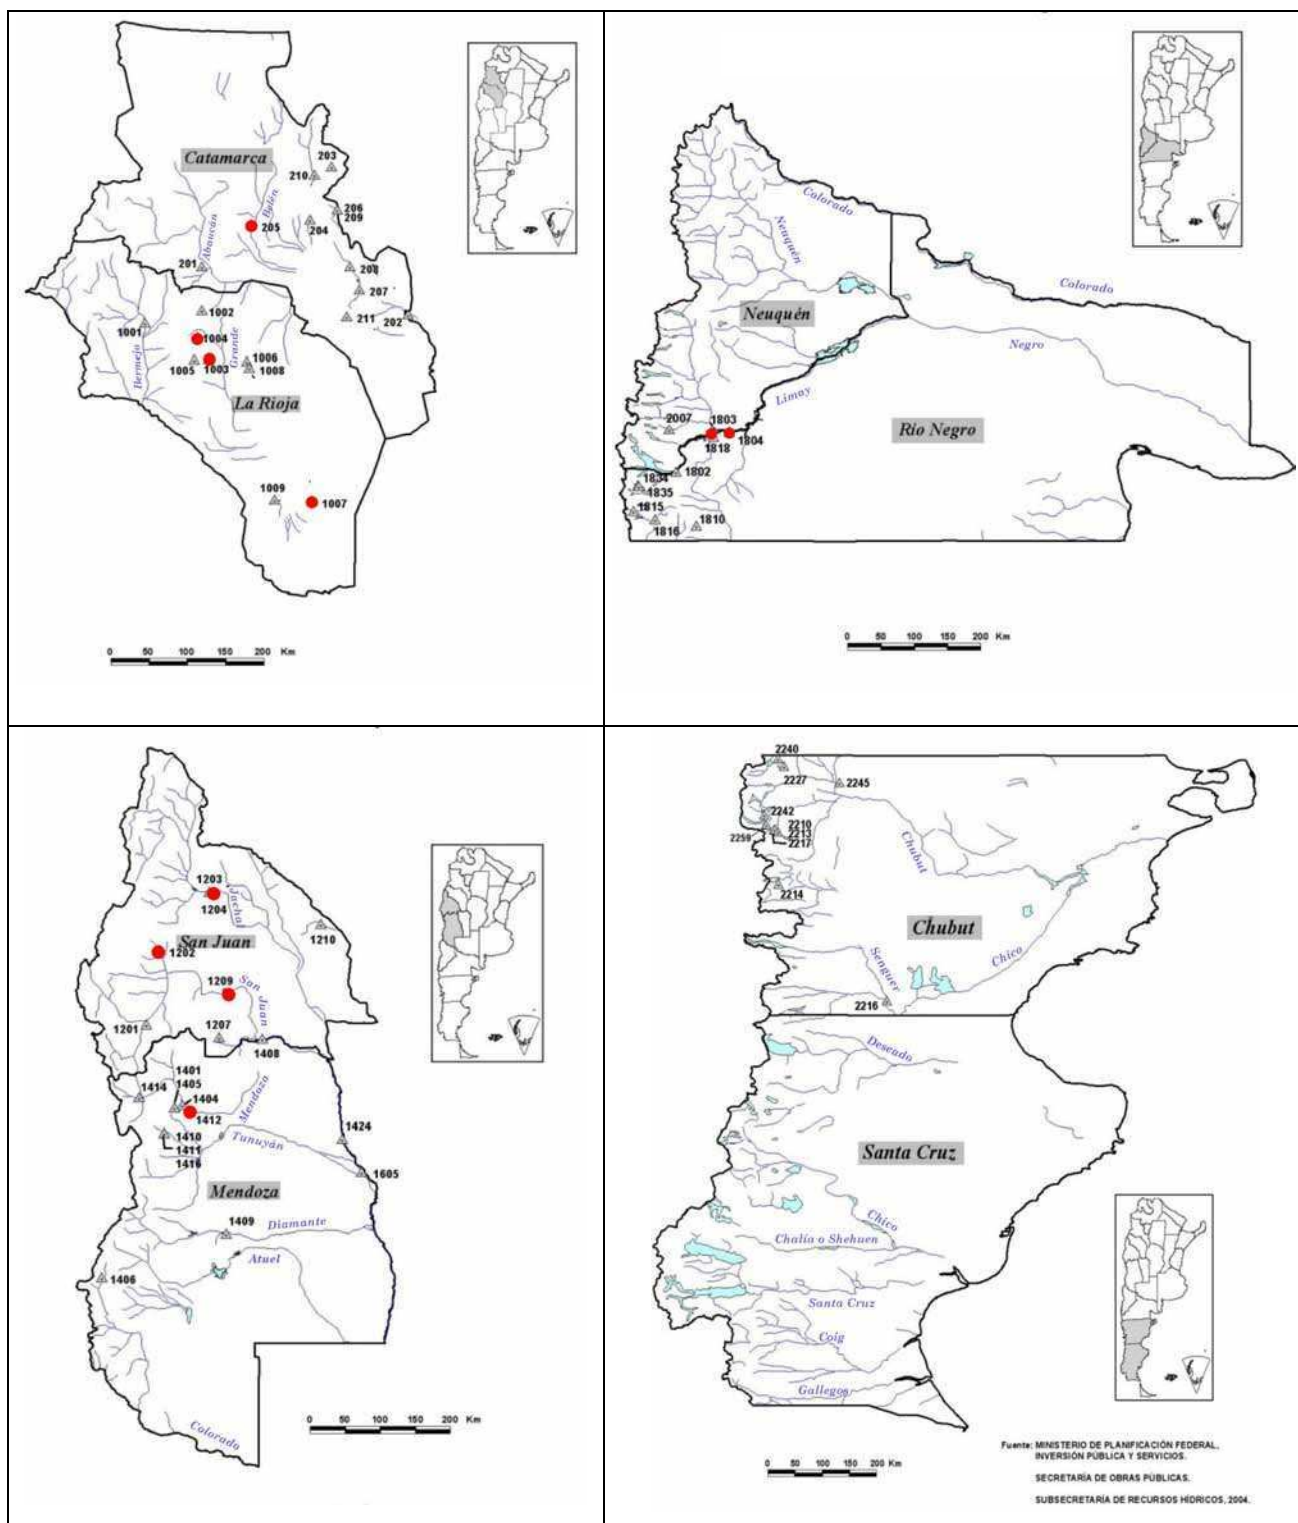 Catamarca
203
210
206
209
204
Belén
205
Abaucán
201
208
207
211
202
1002
1001
1004
Grande
1005
1003
1006
1008
Bermejo
La Rioja
1009
1007
0 50 100 150 200 Km
Colorado
Neuquén
Colorado
Neuquén
Negro
Limay
2007
1803
1804
1818
Río Negro
1802
1834
1835
1815
1816
1810
0 50 100 150 200 Km
1203
1204
Jachal
San Juan
1210
1202
1209
San
Juan
1201
1207
1408
1401
1405
1404
1414
1412
Mendoza
1410
1411
1416
Tunuyán
1424
1605
Mendoza
1409
Diamante
Atuel
1406
Colorado
0 50 100 150 200 Km
2240
2227
2245
2242
2210
2213
2259
2217
Chubut
2214
Chubut
Senguer
Chico
2216
Deseado
Santa Cruz
Chico
Chalía o Shehuen
Santa Cruz
Coig
Gallegos
0 50 100 150 200 Km
Fuente: MINISTERIO DE PLANIFICACIÓN FEDERAL,
INVERSIÓN PÚBLICA Y SERVICIOS.
SECRETARÍA DE OBRAS PÚBLICAS.
SUBSECRETARÍA DE RECURSOS HÍDRICOS, 2004.